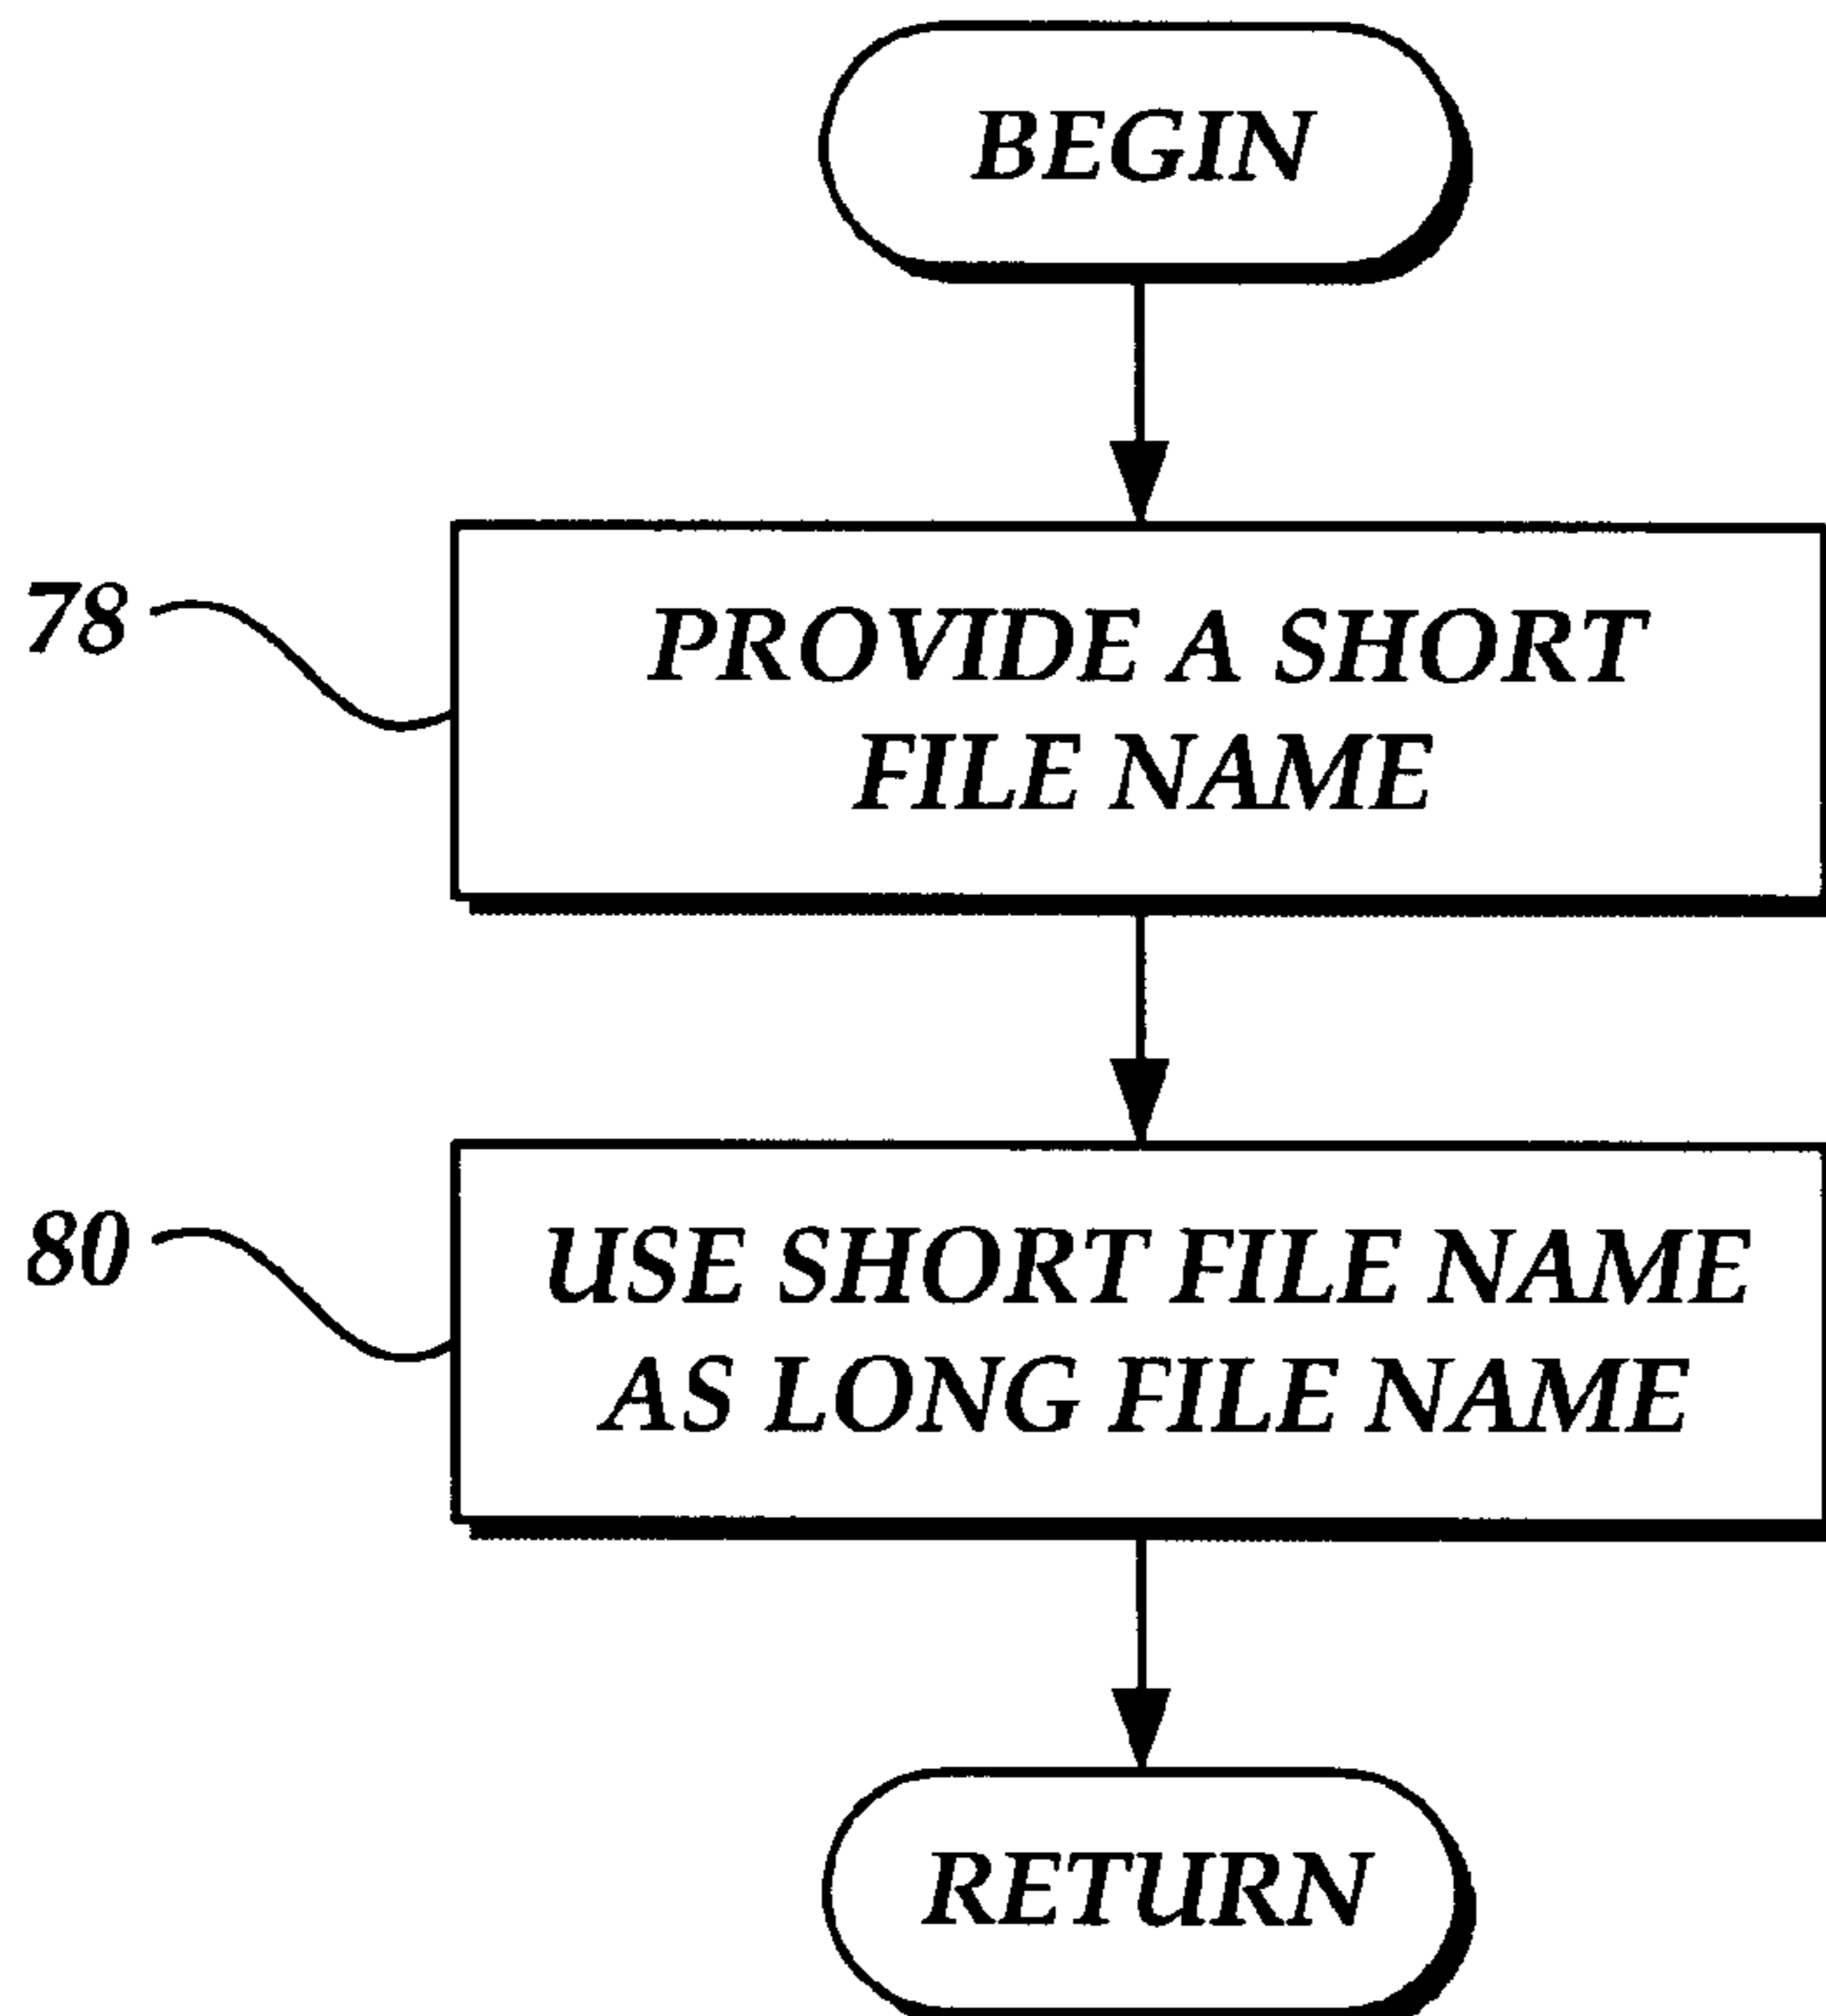 BEGIN
78
PROVIDE A SHORT
FILE NAME
80
USE SHORT FILE NAME
AS LONG FILE NAME
RETURN